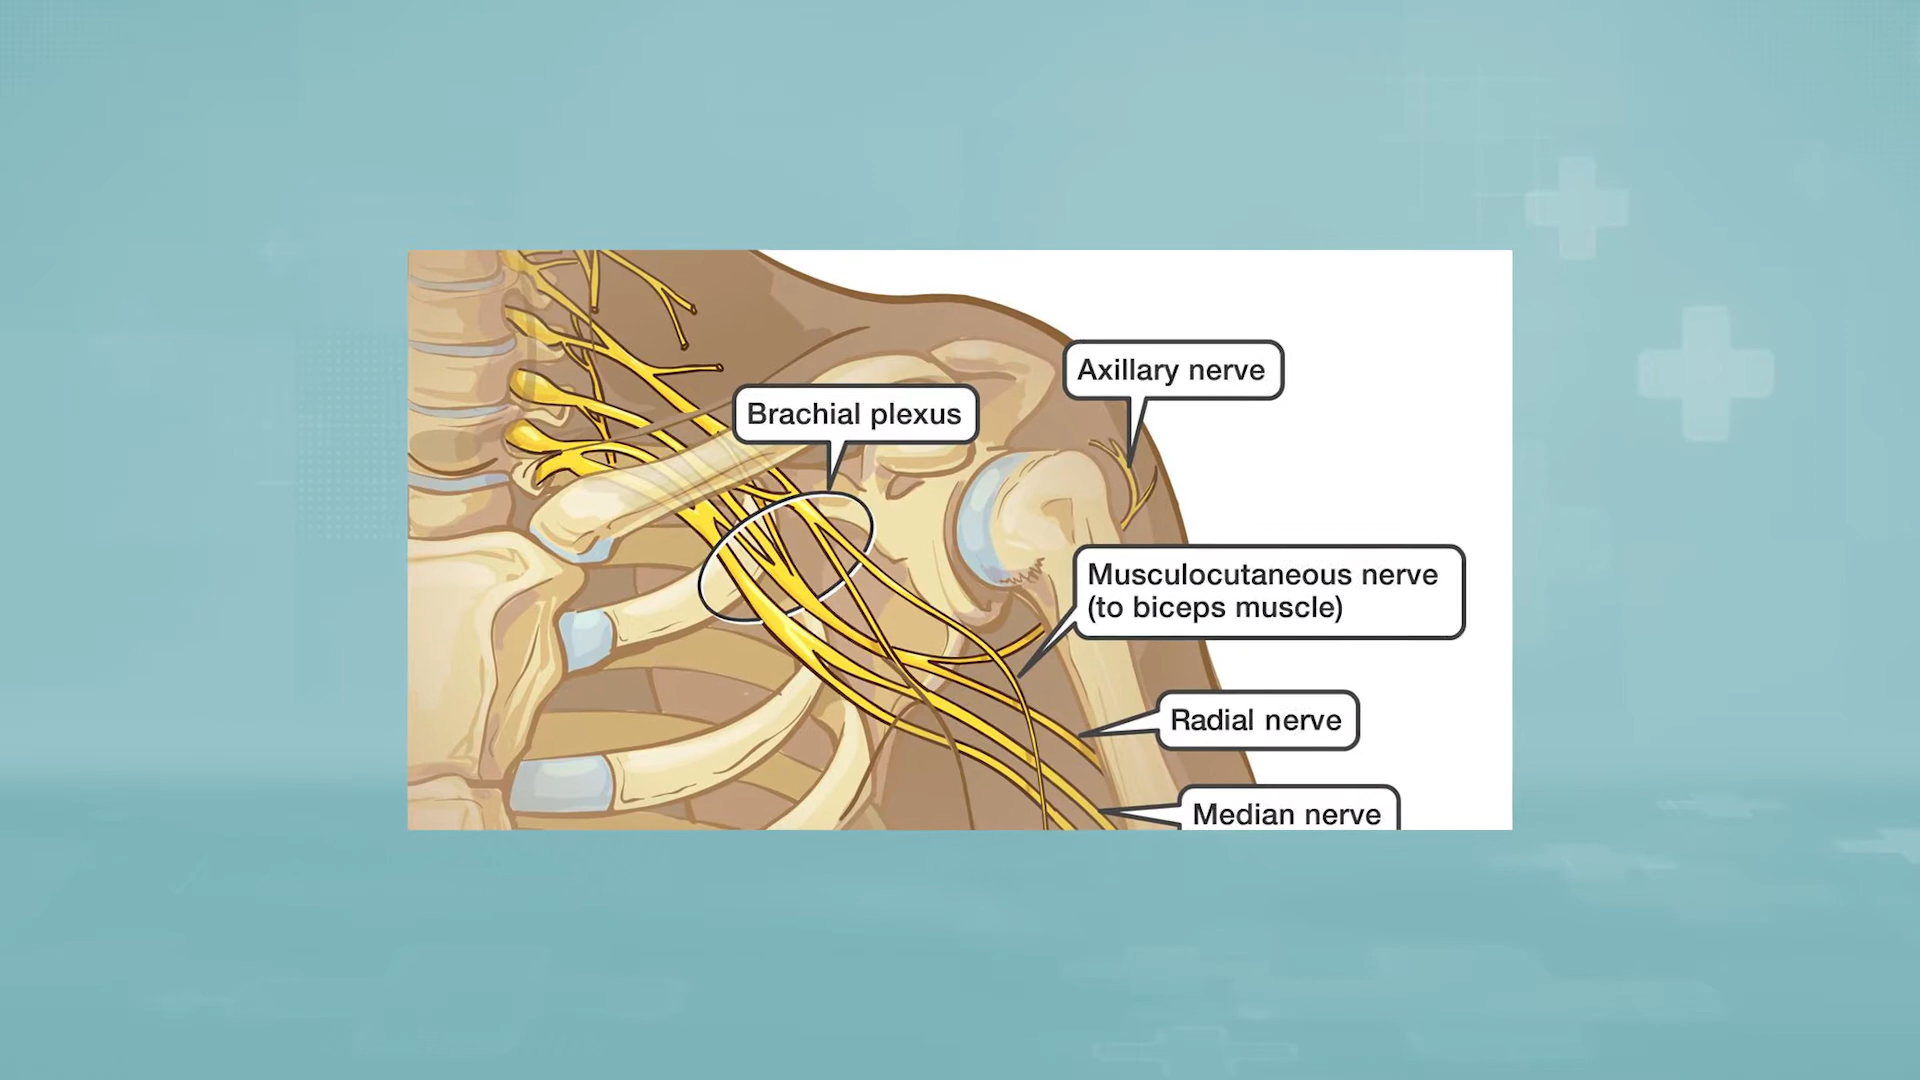 Axillary nerve
Brachial plexus
Musculocutaneous nerve
(to biceps muscle)
Radial nerve
Median nerve